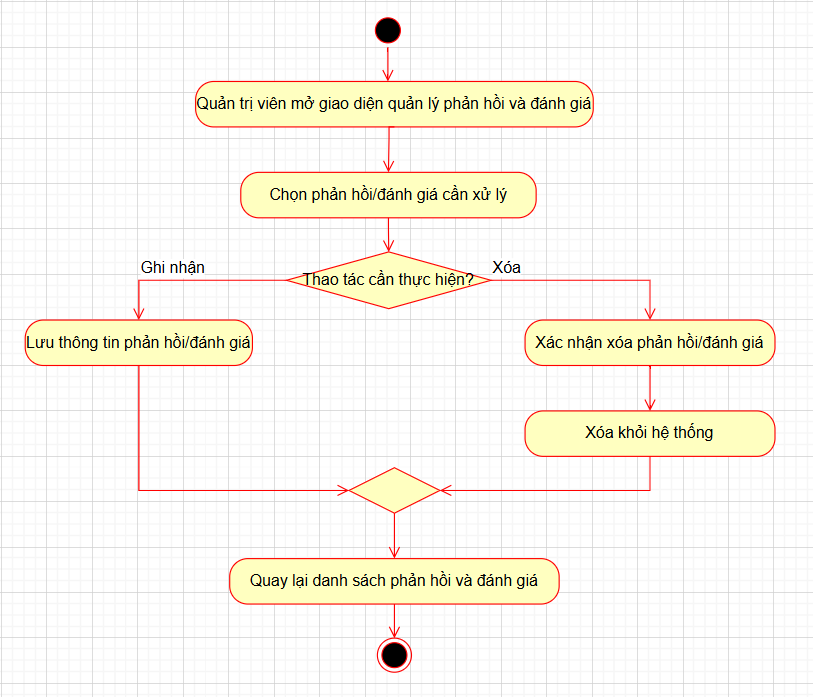 Quản trị viên mở giao diện quản lý phản hồi và đánh giá
Chọn phản hồi/đánh giá cần xử lý
Thao tác cần thực hiện?
Ghi nhận
Xóa
Lưu thông tin phản hồi/đánh giá
Xác nhận xóa phản hồi/đánh giá
Xóa khỏi hệ thống
Quay lại danh sách phản hồi và đánh giá